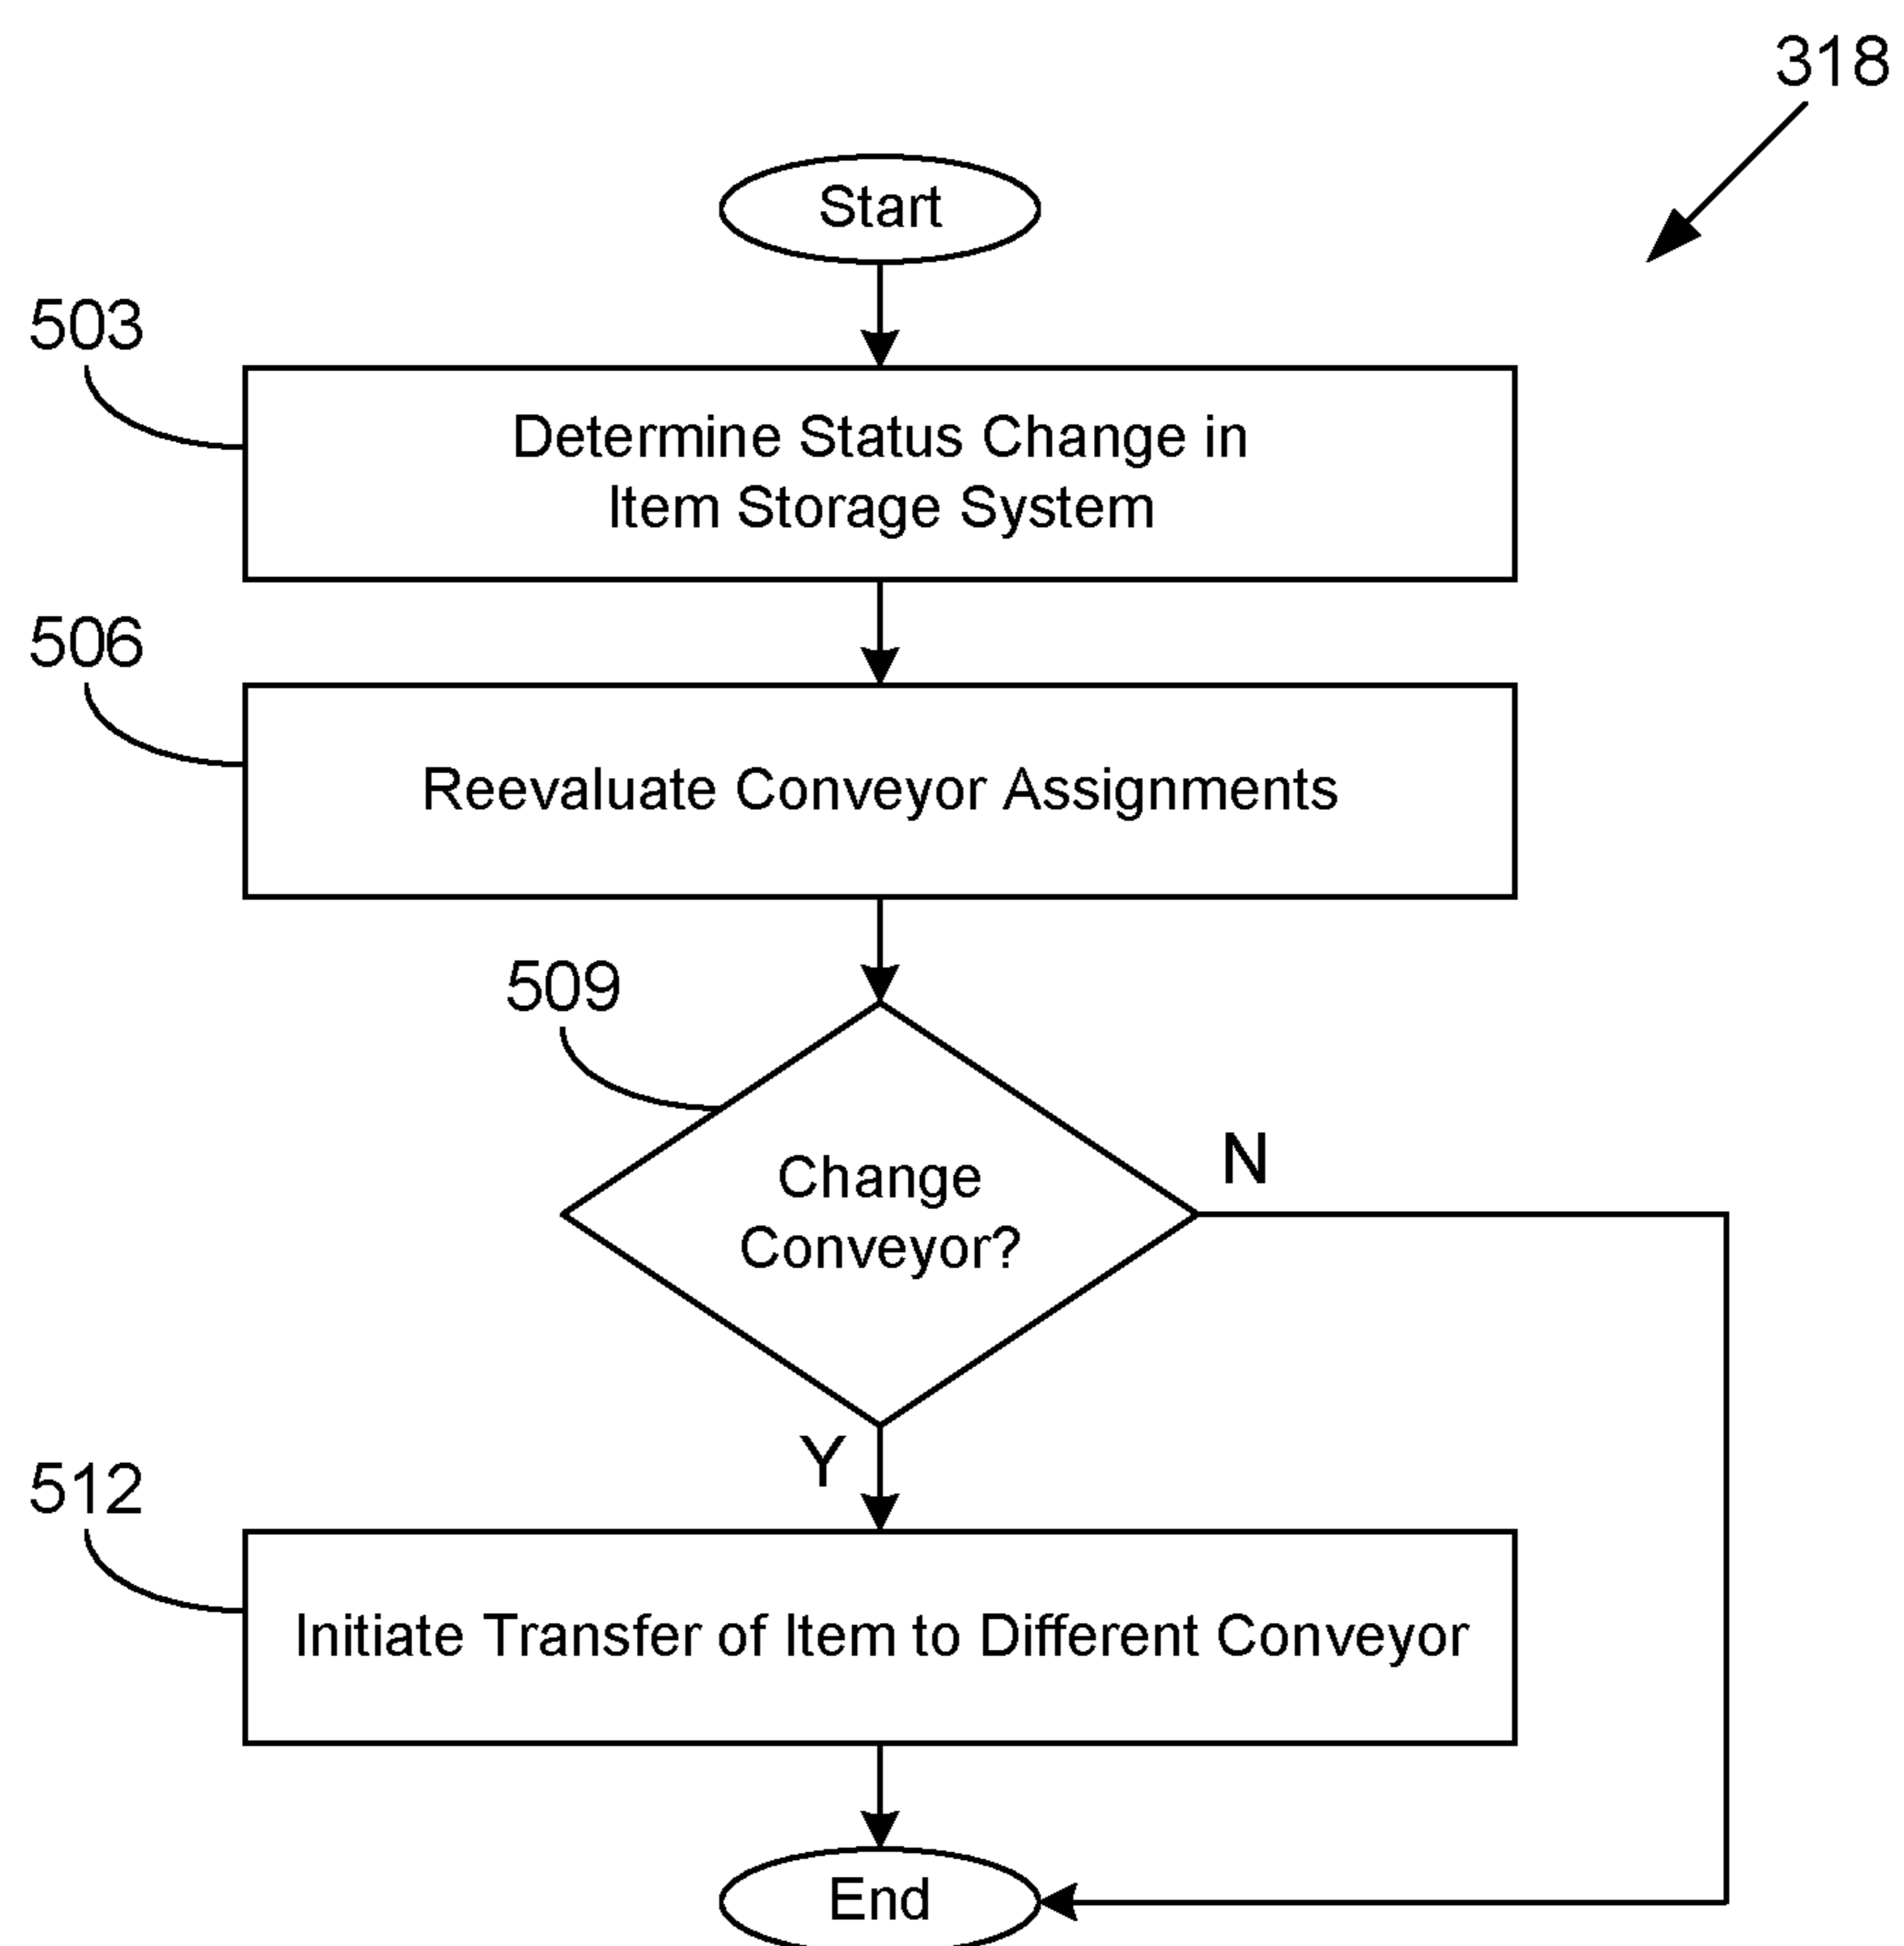 318
Start
503
Determine Status Change in
Item Storage System
506
Reevaluate Conveyor Assignments
509
Change
Conveyor?
N
Y
512
Initiate Transfer of Item to Different Conveyor
End